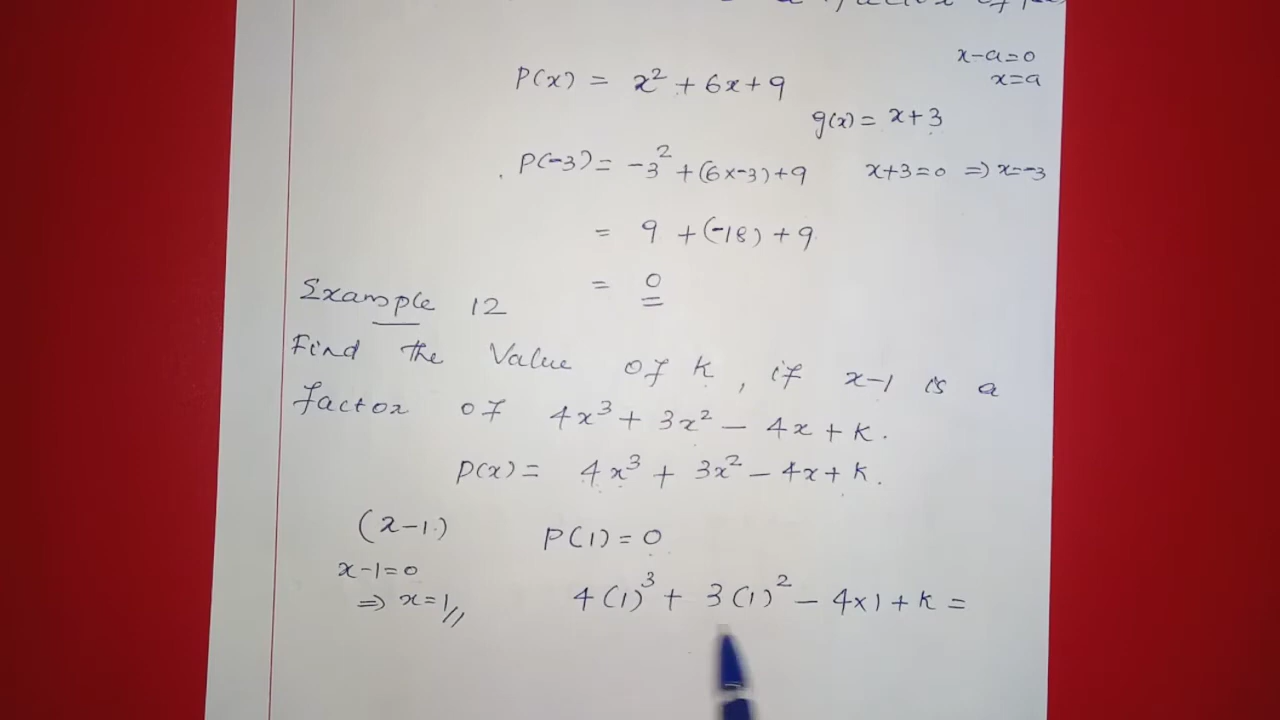 a factor of
x-a=0
P(x) = x² + 6x+9
x=a
g(x) = x+3
P(-3)= -3² +(6x-3)+9
x+3=0 => x=-3
= 9 +(-18) +9
= 0
Example 12
Find the Value of k, if x-1 is a
factor of 4x³ + 3x² - 4x + k.
P(x) = 4x³ + 3x² - 4x + k.
(x-1)
P(1) = 0
x-1=0
=> x=1//
4(1)³ + 3(1)² - 4x1 + k =